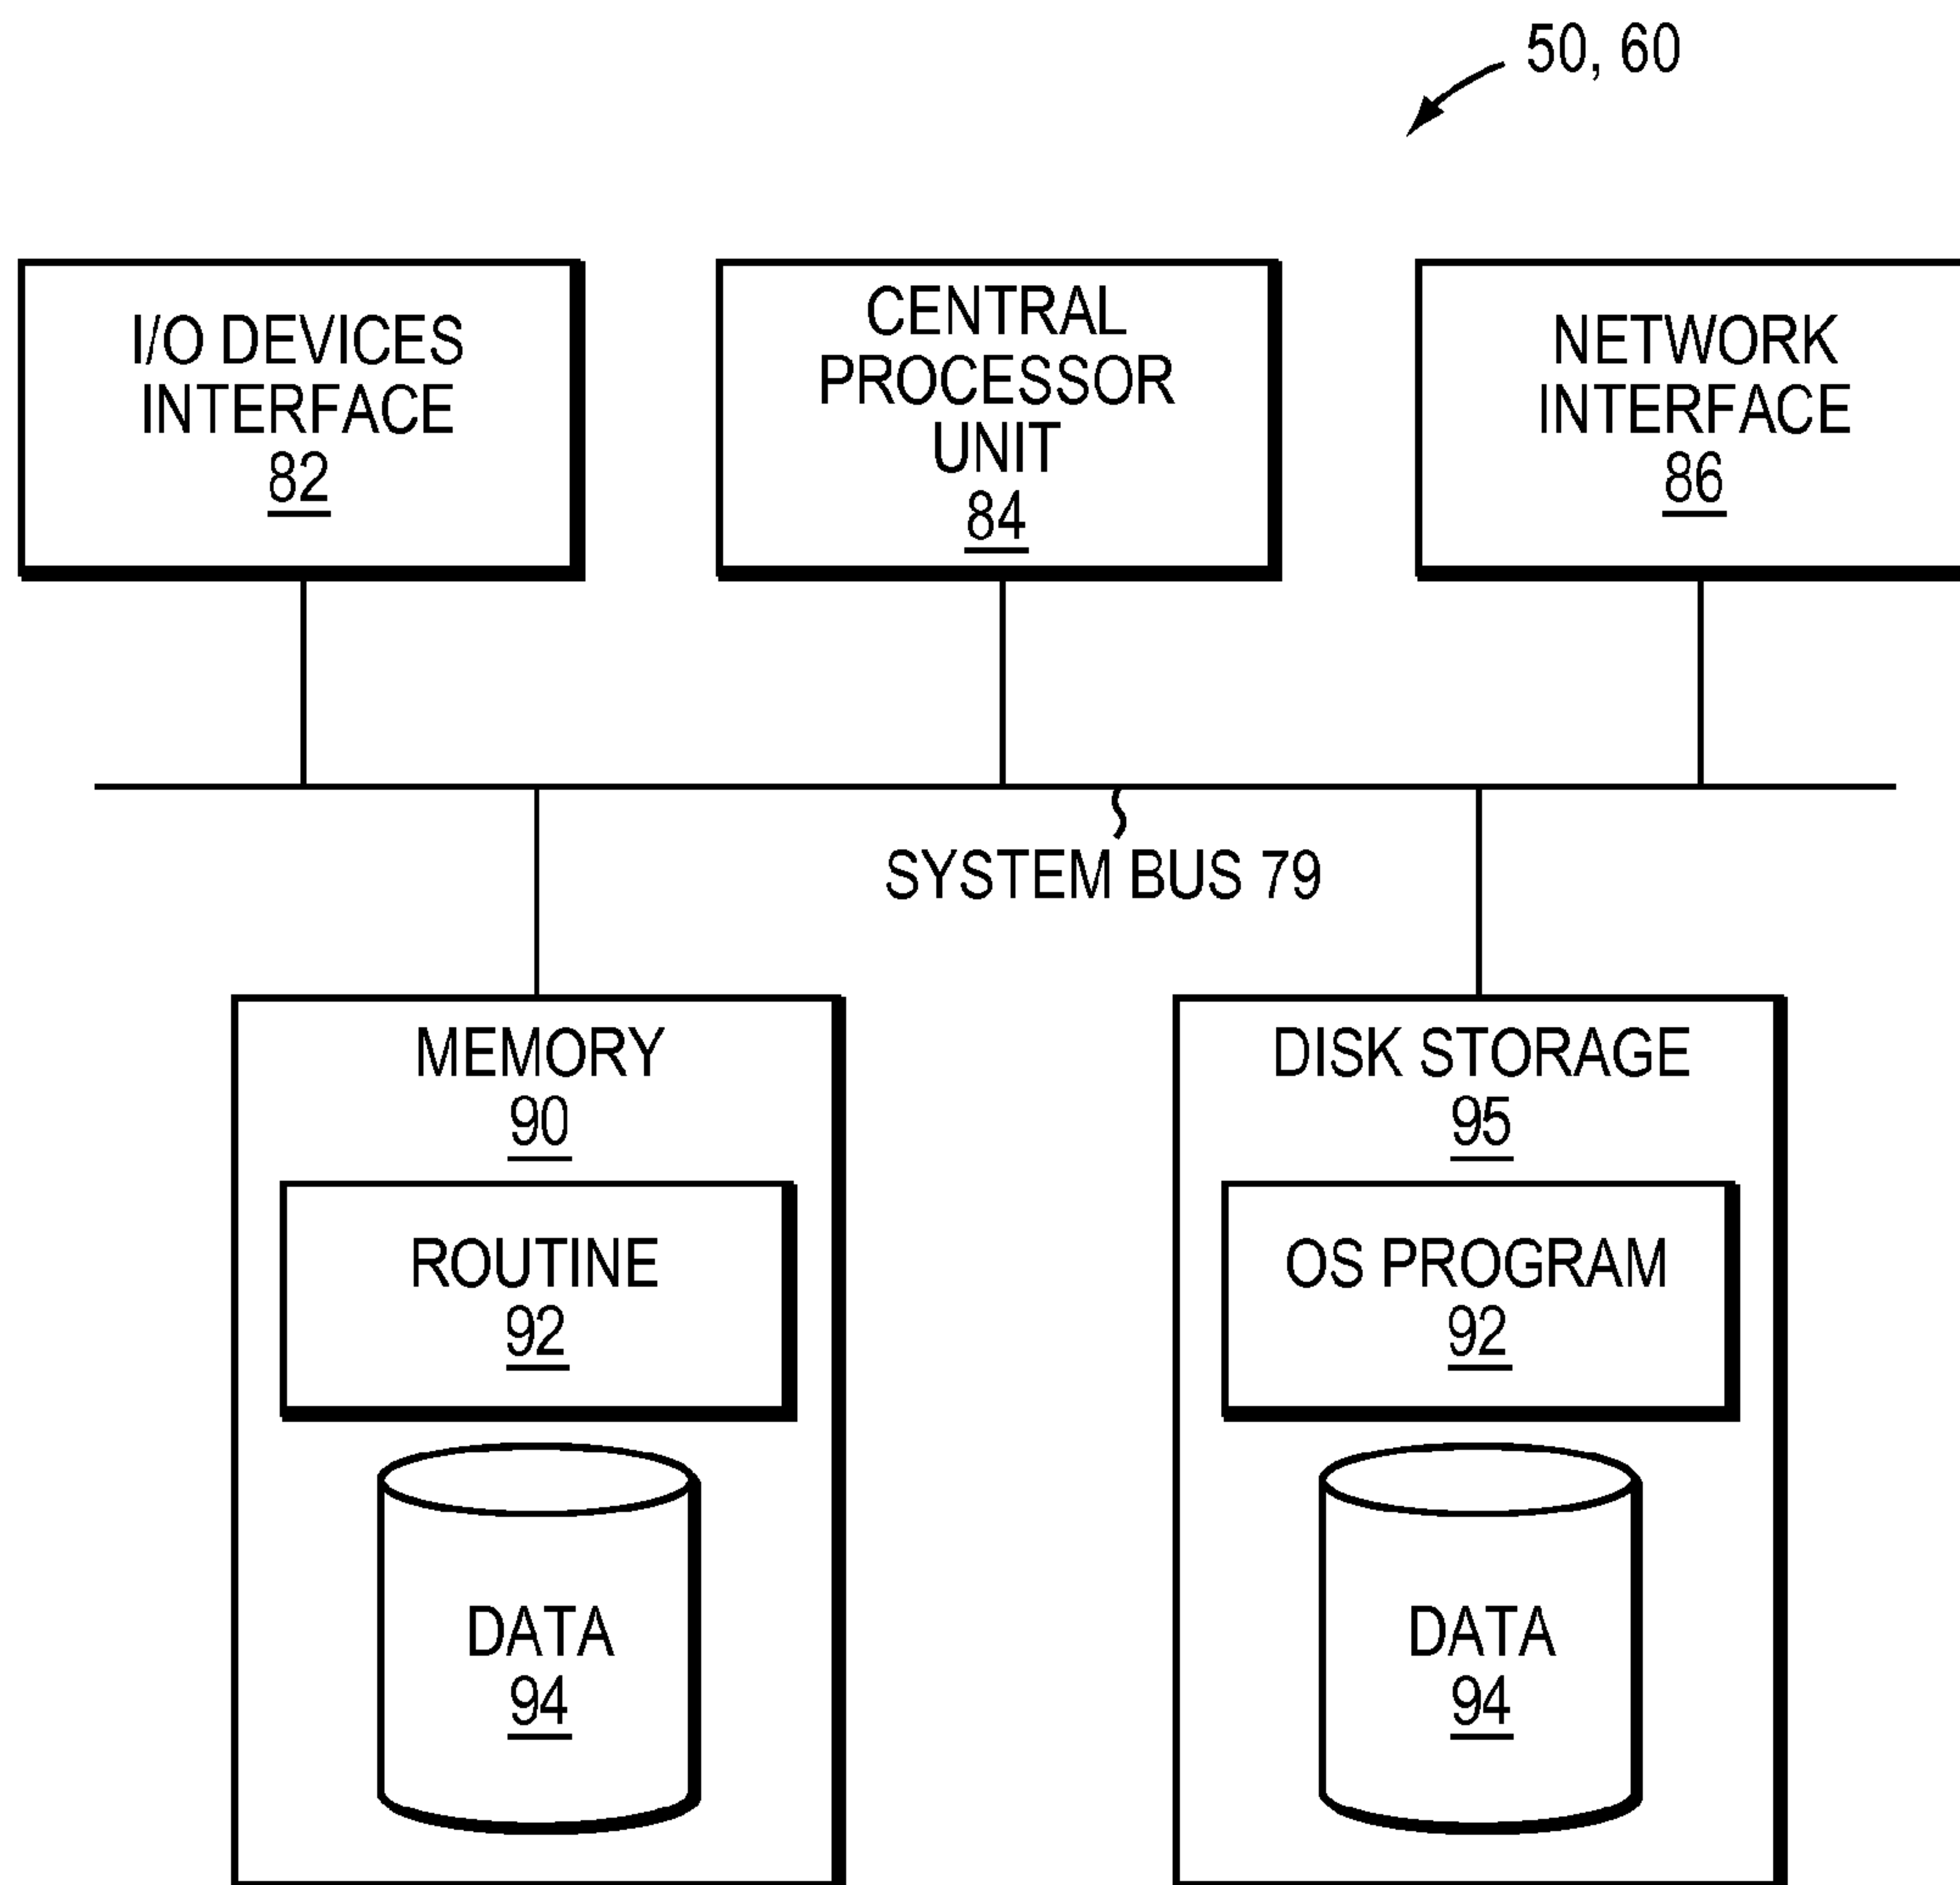 50, 60
I/O DEVICES
INTERFACE
82
CENTRAL
PROCESSOR
UNIT
84
NETWORK
INTERFACE
86
SYSTEM BUS 79
MEMORY
90
ROUTINE
92
DATA
94
DISK STORAGE
95
OS PROGRAM
92
DATA
94